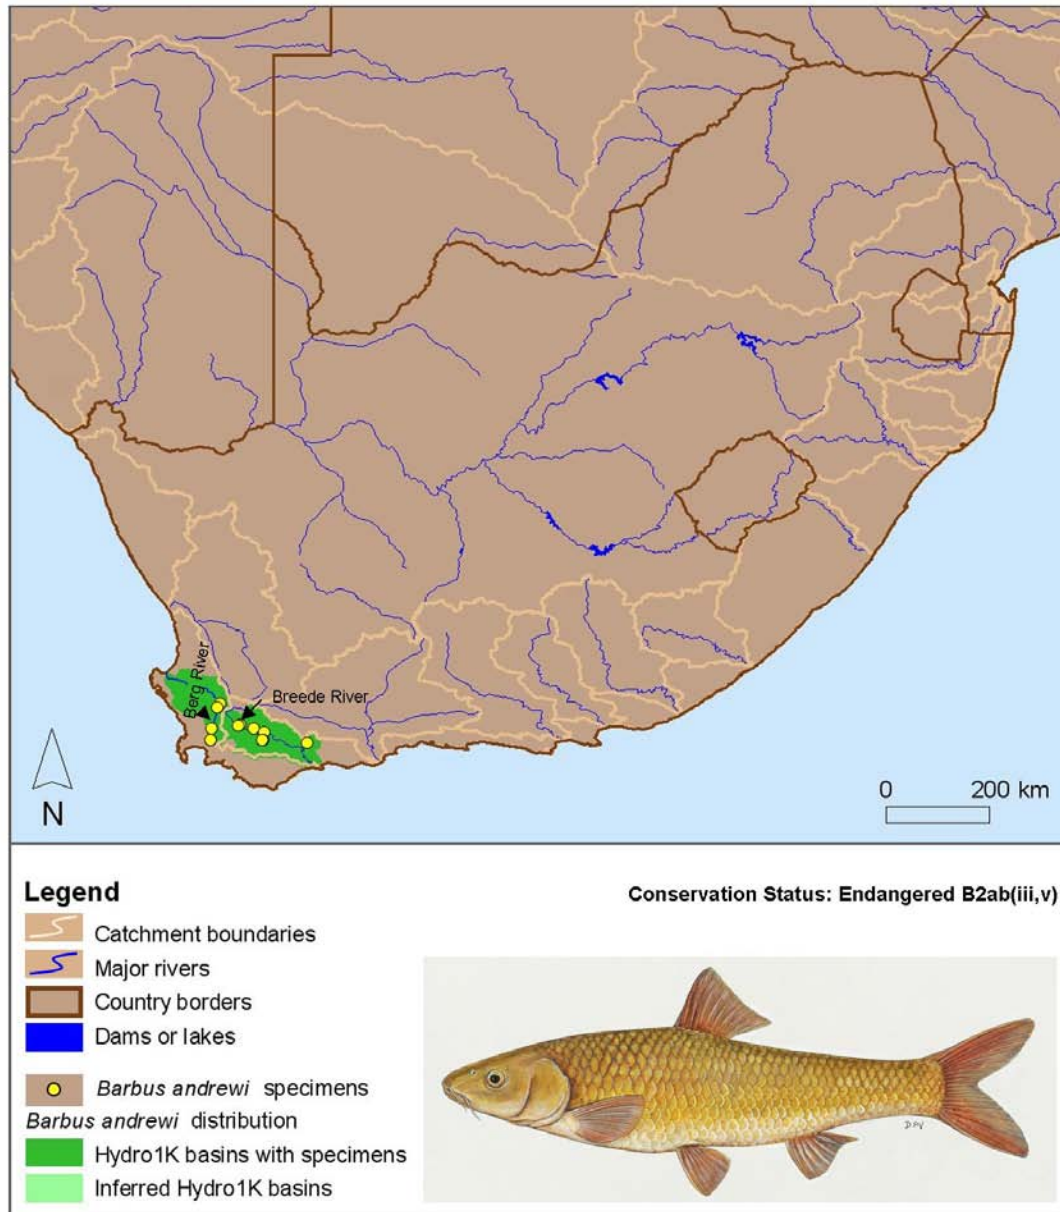 Berg River
Breede River
N
0 200 km
Legend
Conservation Status: Endangered B2ab(iii,v)
Catchment boundaries
Major rivers
Country borders
Dams or lakes
Barbus andrewi specimens
Barbus andrewi distribution
Hydro1K basins with specimens
Inferred Hydro1K basins